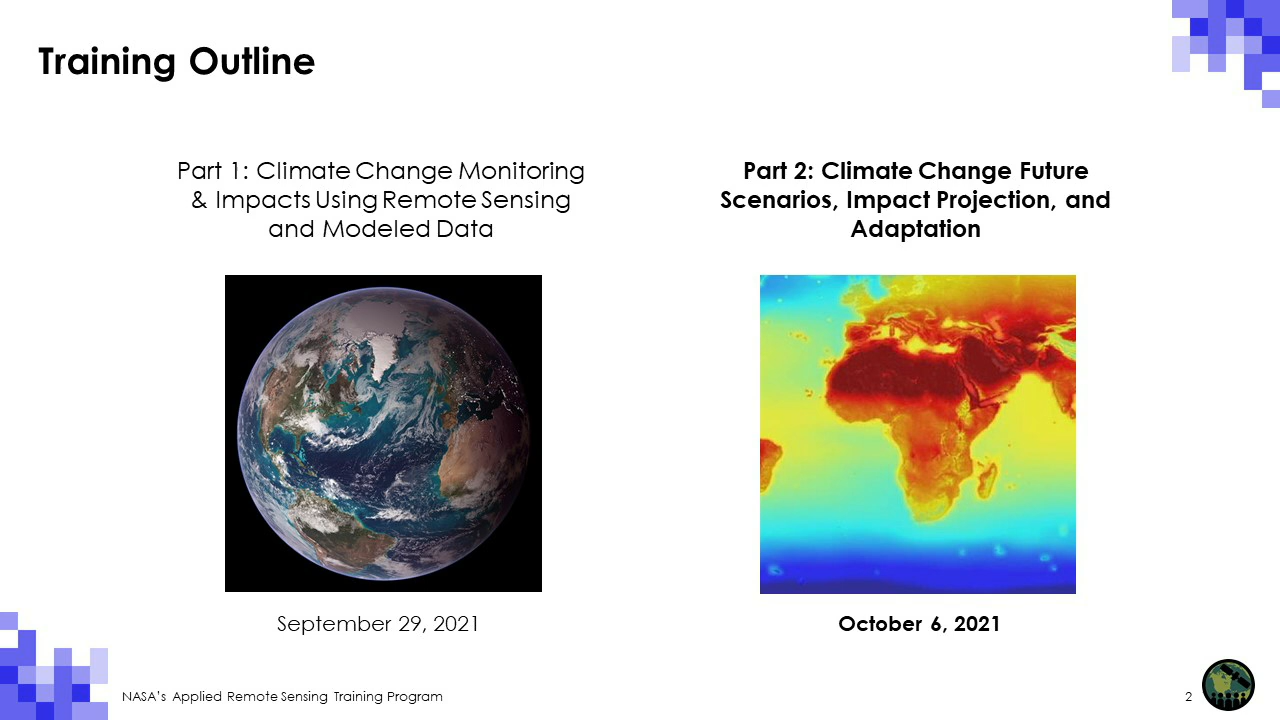 Training Outline
Part 1: Climate Change Monitoring
& Impacts Using Remote Sensing
and Modeled Data
Part 2: Climate Change Future
Scenarios, Impact Projection, and
Adaptation
September 29, 2021
October 6, 2021
NASA's Applied Remote Sensing Training Program
2